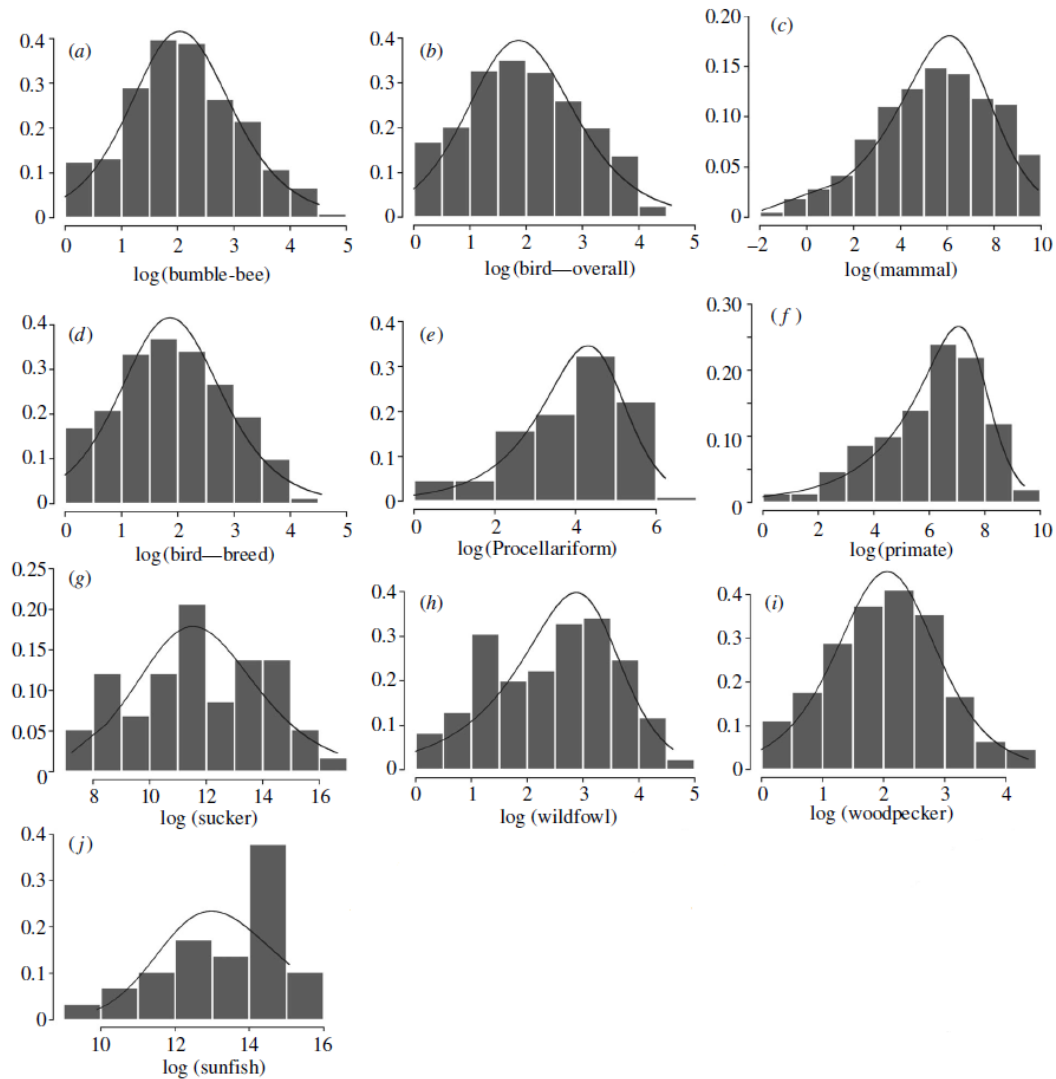 (a)
0.4
0.3
0.2
0.1
0
0 1 2 3 4 5
log(bumble-bee)
(b)
0.4
0.3
0.2
0.1
0
0 1 2 3 4 5
log(bird—overall)
(c)
0.20
0.15
0.10
0.05
0
−2 0 2 4 6 8 10
log(mammal)
(d)
0.4
0.3
0.2
0.1
0
0 1 2 3 4 5
log(bird—breed)
(e)
0.4
0.3
0.2
0.1
0
0 2 4 6
log(Procellariform)
(f )
0.30
0.20
0.10
0
0 2 4 6 8 10
log(primate)
(g)
0.25
0.20
0.15
0.10
0.05
0
8 10 12 14 16
log (sucker)
(h)
0.4
0.3
0.2
0.1
0
0 1 2 3 4 5
log (wildfowl)
(i)
0.4
0.3
0.2
0.1
0
0 1 2 3 4
log (woodpecker)
(j)
0.4
0.3
0.2
0.1
0
10 12 14 16
log (sunfish)